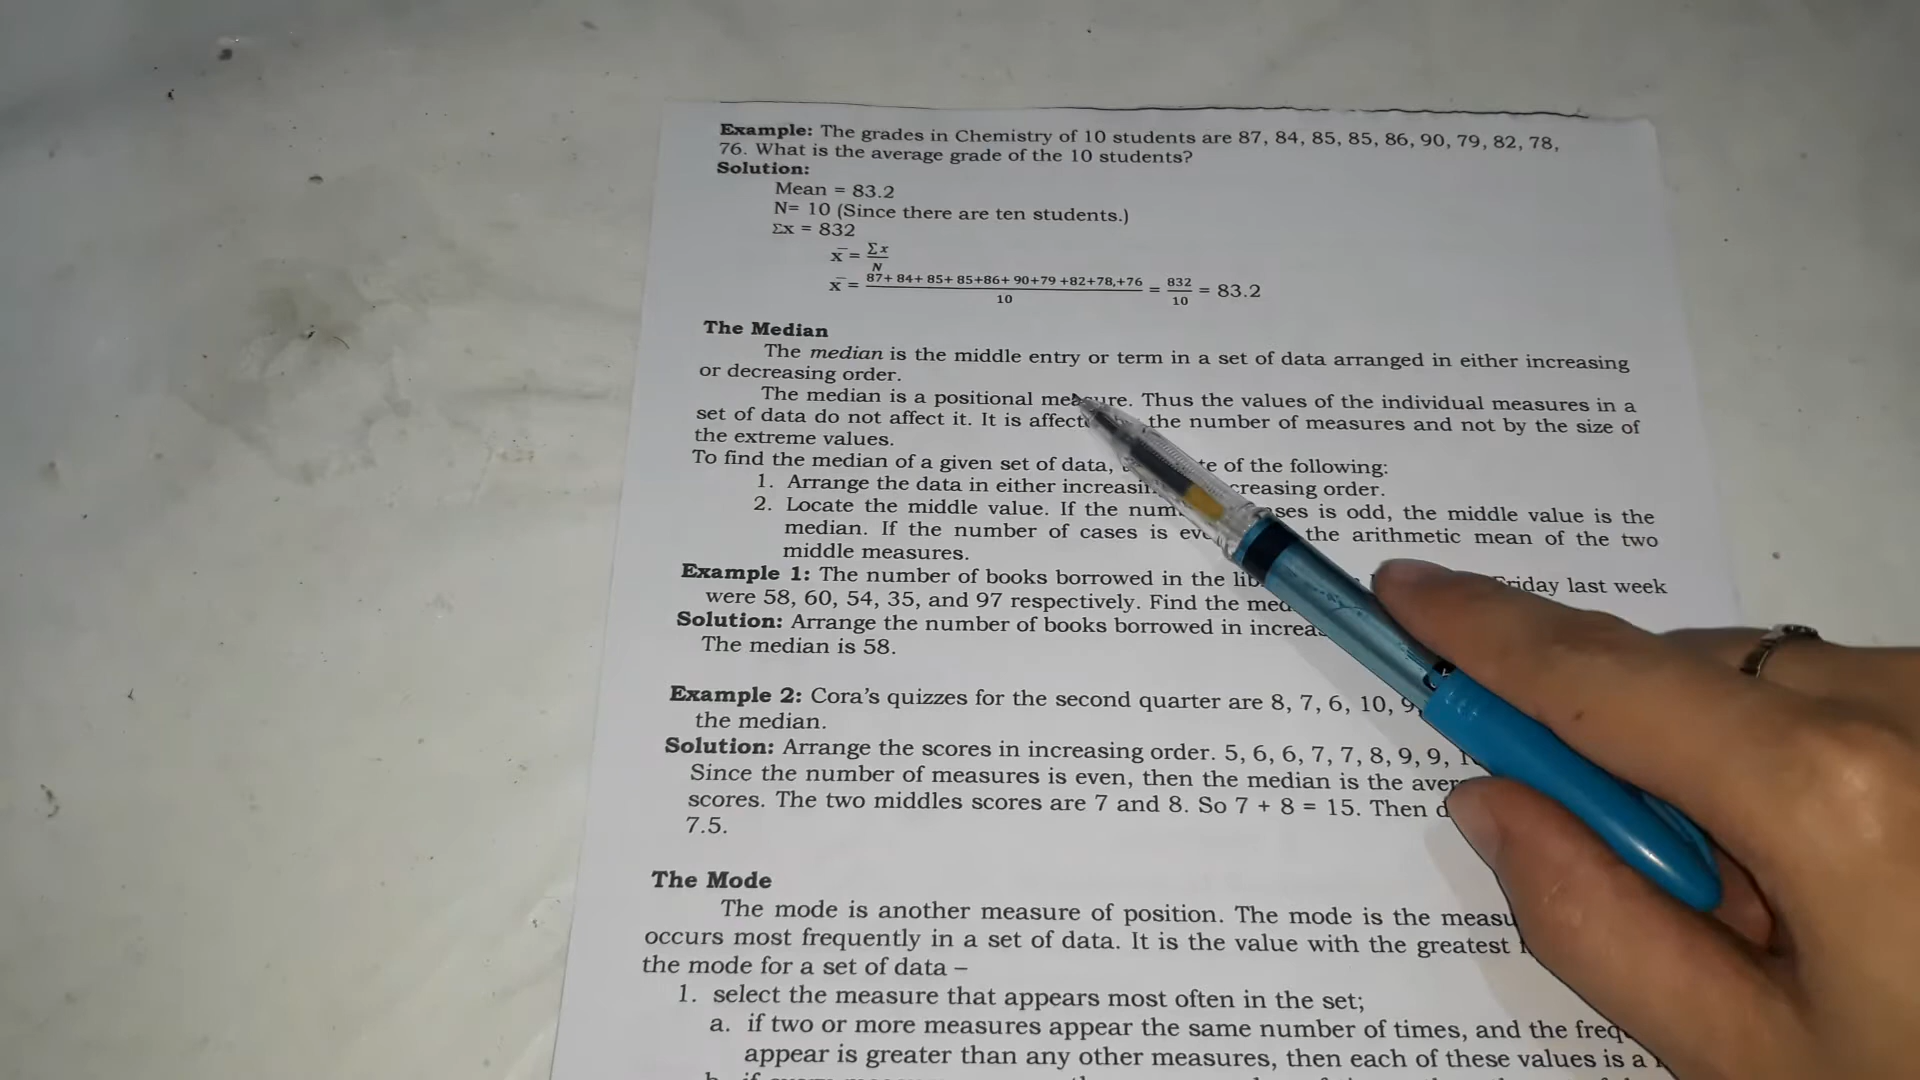 Example: The grades in Chemistry of 10 students are 87, 84, 85, 85, 86, 90, 79, 82, 78,
76. What is the average grade of the 10 students?
Solution:
Mean = 83.2
N= 10 (Since there are ten students.)
Σx = 832
x̄ = Σx / N
x̄ = 87+ 84+ 85+ 85+86+ 90+79 +82+78,+76 / 10 = 832 / 10 = 83.2
The Median
The median is the middle entry or term in a set of data arranged in either increasing
or decreasing order.
The median is a positional measure. Thus the values of the individual measures in a
set of data do not affect it. It is the number of measures and not by the size of
the extreme values.
To find the median of a given set of data, of the following:
1. Arrange the data in either order.
2. Locate the middle value. If the is odd, the middle value is the
median. If the number of cases is the arithmetic mean of the two
middle measures.
Example 1: The number of books borrowed in the Friday last week
were 58, 60, 54, 35, and 97 respectively. Find the
Solution: Arrange the number of books borrowed in
The median is 58.
Example 2: Cora's quizzes for the second quarter are 8, 7, 6, 10,
the median.
Solution: Arrange the scores in increasing order. 5, 6, 6, 7, 7, 8, 9, 9,
Since the number of measures is even, then the median is the
scores. The two middles scores are 7 and 8. So 7 + 8 = 15. Then
7.5.
The Mode
The mode is another measure of position. The mode is the
occurs most frequently in a set of data. It is the value with the greatest
the mode for a set of data –
1. select the measure that appears most often in the set;
a. if two or more measures appear the same number of times, and the
appear is greater than any other measures, then each of these values is a